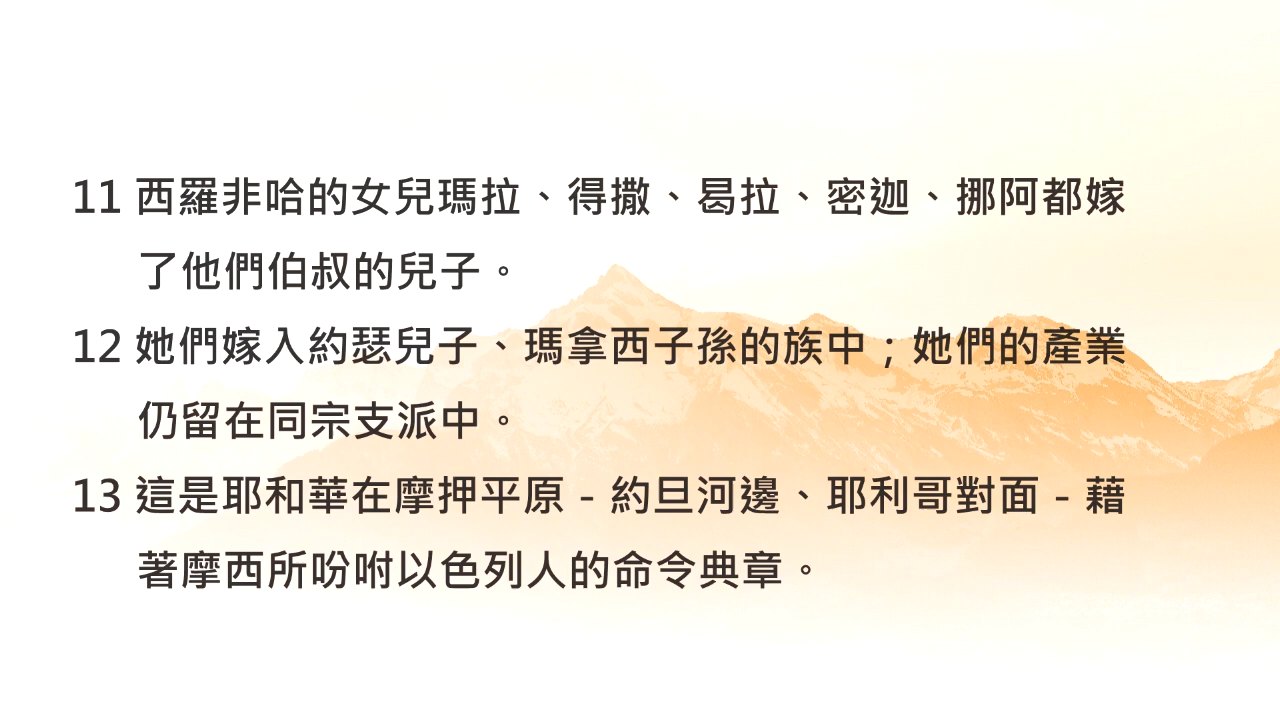 11 西羅非哈的女兒瑪拉、得撒、曷拉、密迦、挪阿都嫁
了他們伯叔的兒子。
12 她們嫁入約瑟兒子、瑪拿西子孫的族中；她們的產業
仍留在同宗支派中。
13 這是耶和華在摩押平原－約旦河邊、耶利哥對面－藉
著摩西所吩咐以色列人的命令典章。